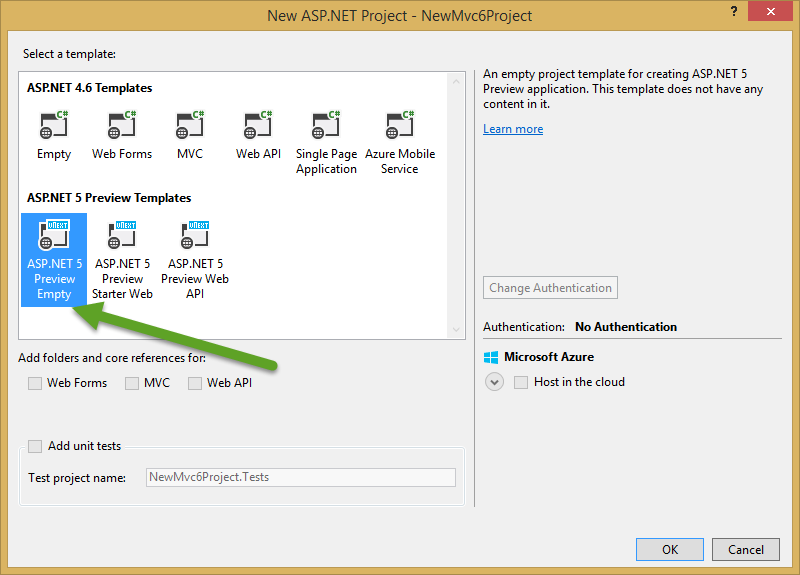 New ASP.NET Project - NewMvc6Project
?
Select a template:
ASP.NET 4.6 Templates
C# C# C# C# C# C#
Empty Web Forms MVC Web API Single Page Azure Mobile
Application Service
ASP.NET 5 Preview Templates
vNEXT vNEXT vNEXT
ASP.NET 5 ASP.NET 5 ASP.NET 5
Preview Preview Preview Web
Empty Starter Web API
Add folders and core references for:
Web Forms MVC Web API
Add unit tests
Test project name: NewMvc6Project.Tests
An empty project template for creating ASP.NET 5
Preview application. This template does not have any
content in it.
Learn more
Change Authentication
Authentication: No Authentication
Microsoft Azure
Host in the cloud
OK Cancel